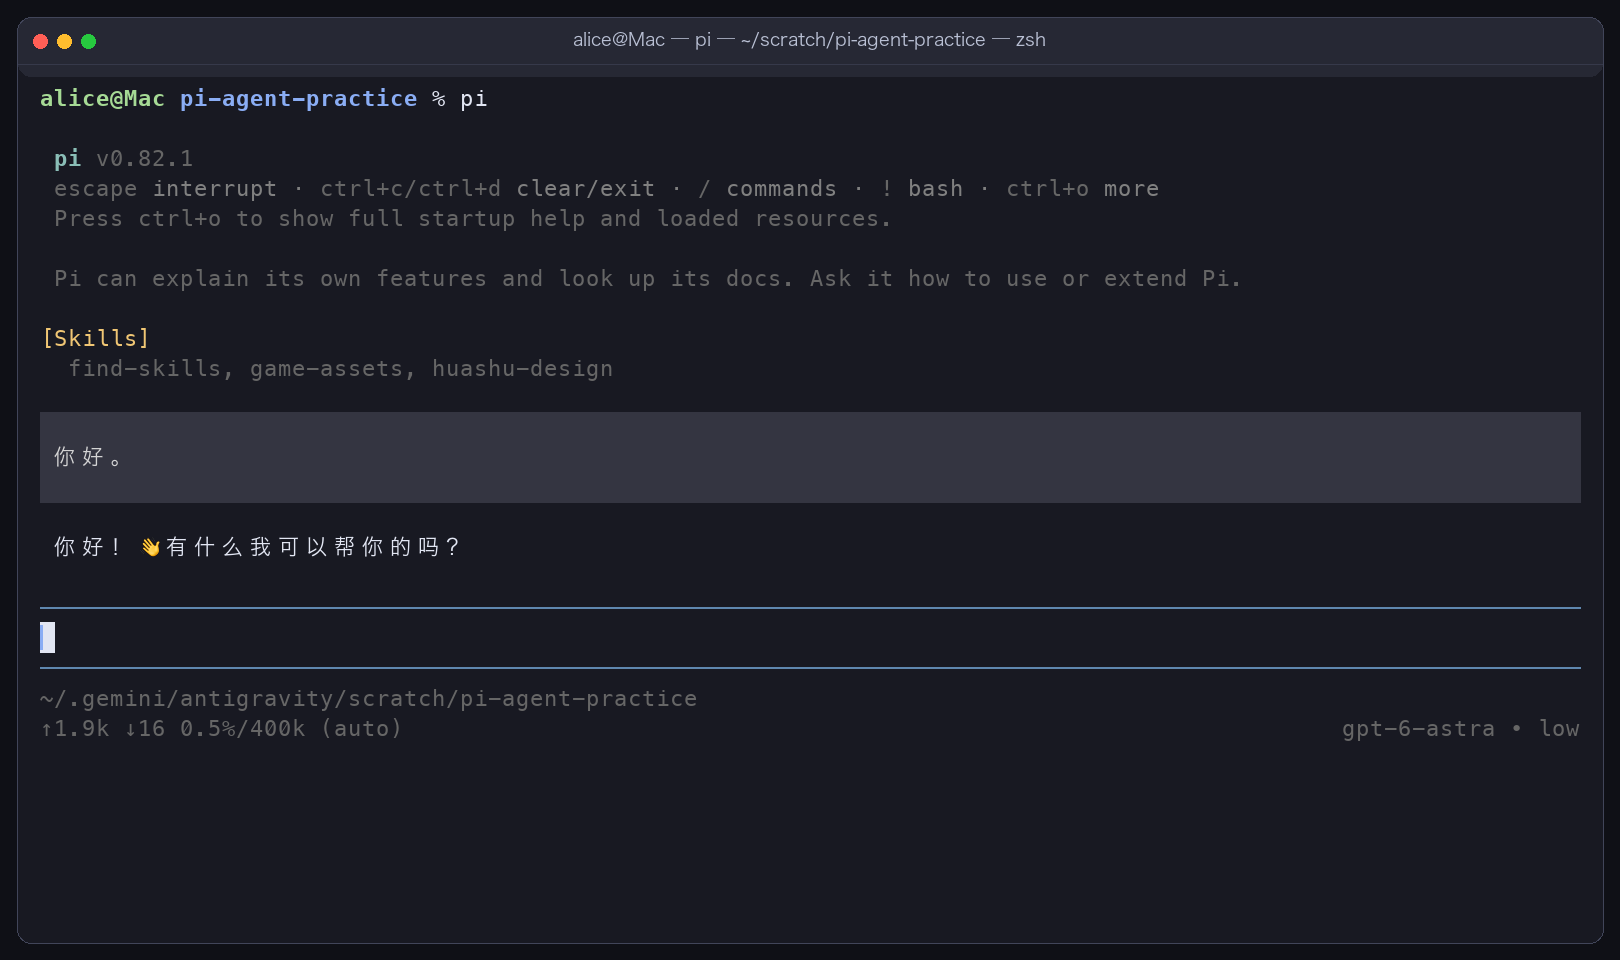 alice@Mac — pi — ~/scratch/pi-agent-practice — zsh
alice@Mac pi-agent-practice % pi
pi v0.82.1
escape interrupt · ctrl+c/ctrl+d clear/exit · / commands · ! bash · ctrl+o more
Press ctrl+o to show full startup help and loaded resources.
Pi can explain its own features and look up its docs. Ask it how to use or extend Pi.
[Skills]
find-skills, game-assets, huashu-design
你好。
你好！👋有什么我可以帮你的吗？
~/.gemini/antigravity/scratch/pi-agent-practice
↑1.9k ↓16 0.5%/400k (auto) gpt-6-astra • low